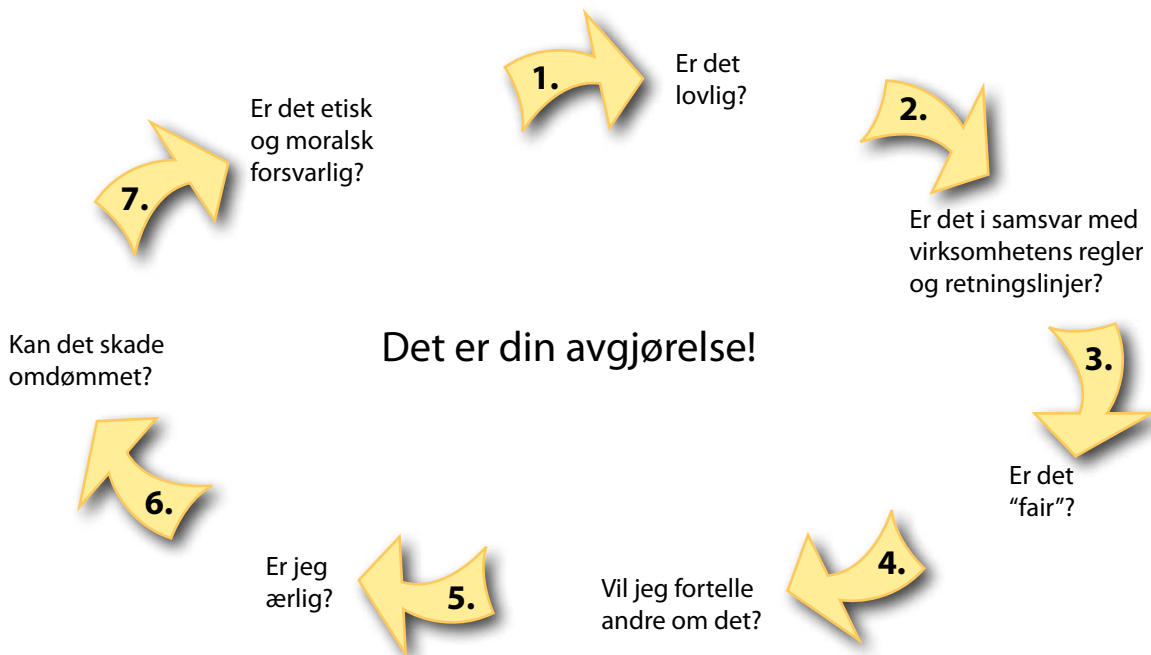 1.
Er det
lovlig?
2.
Er det i samsvar med
virksomhetens regler
og retningslinjer?
3.
Er det
“fair”?
4.
Vil jeg fortelle
andre om det?
5.
Er jeg
ærlig?
6.
Kan det skade
omdømmet?
7.
Er det etisk
og moralsk
forsvarlig?
Det er din avgjørelse!